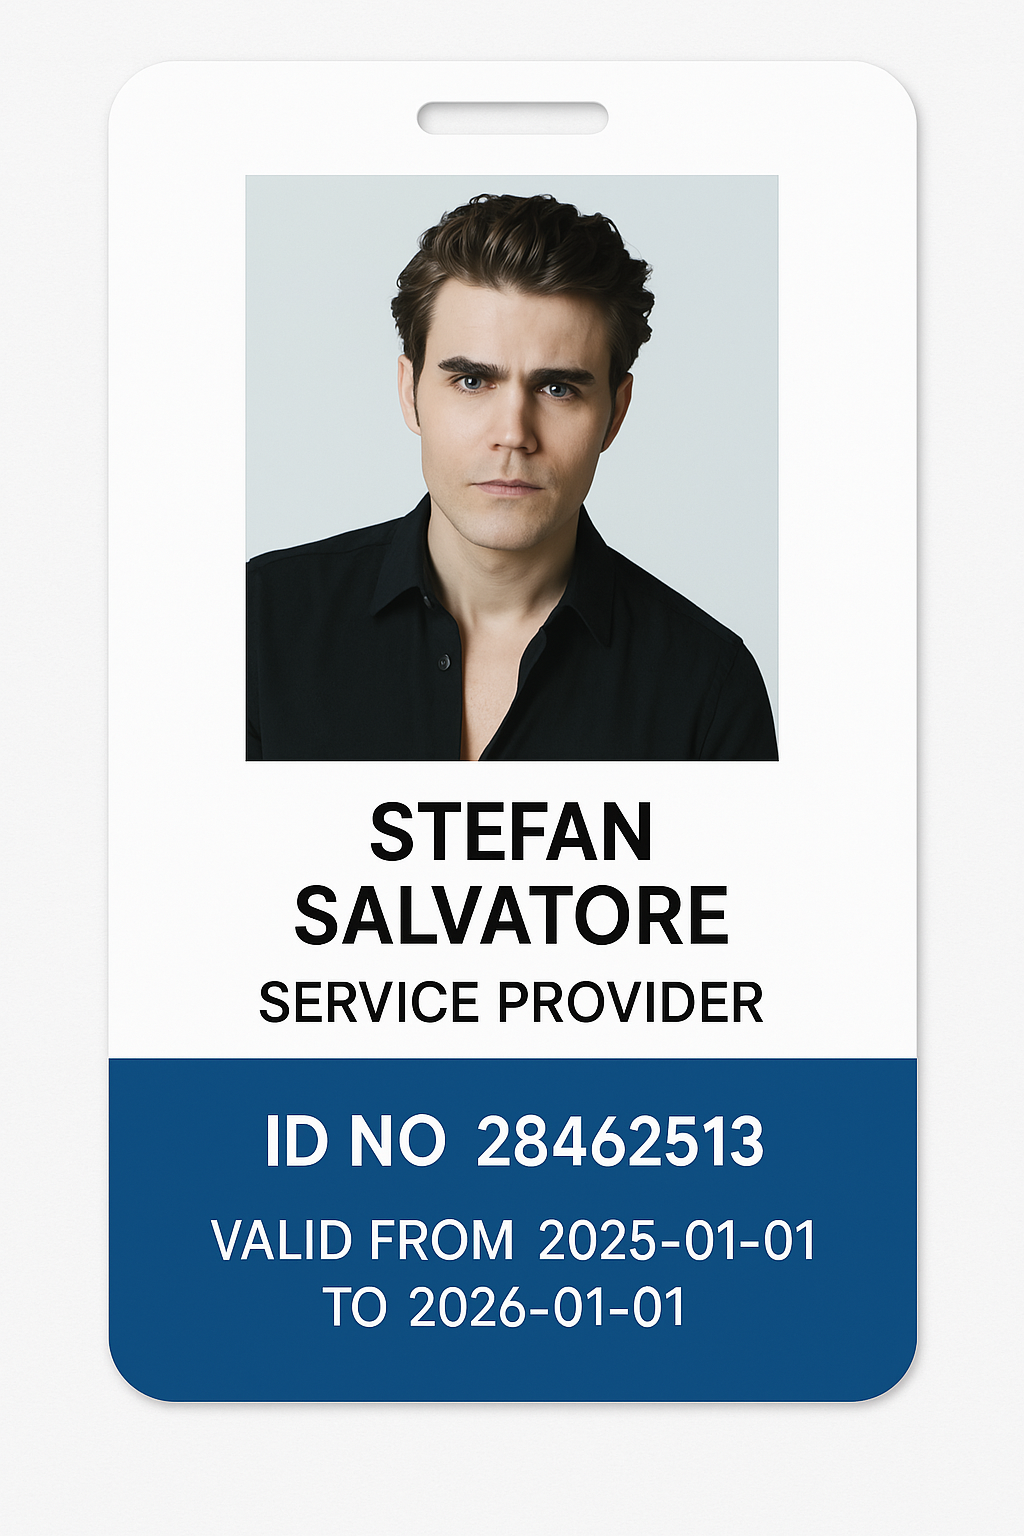 STEFAN
SALVATORE
SERVICE PROVIDER
ID NO 28462513
VALID FROM 2025-01-01
TO 2026-01-01